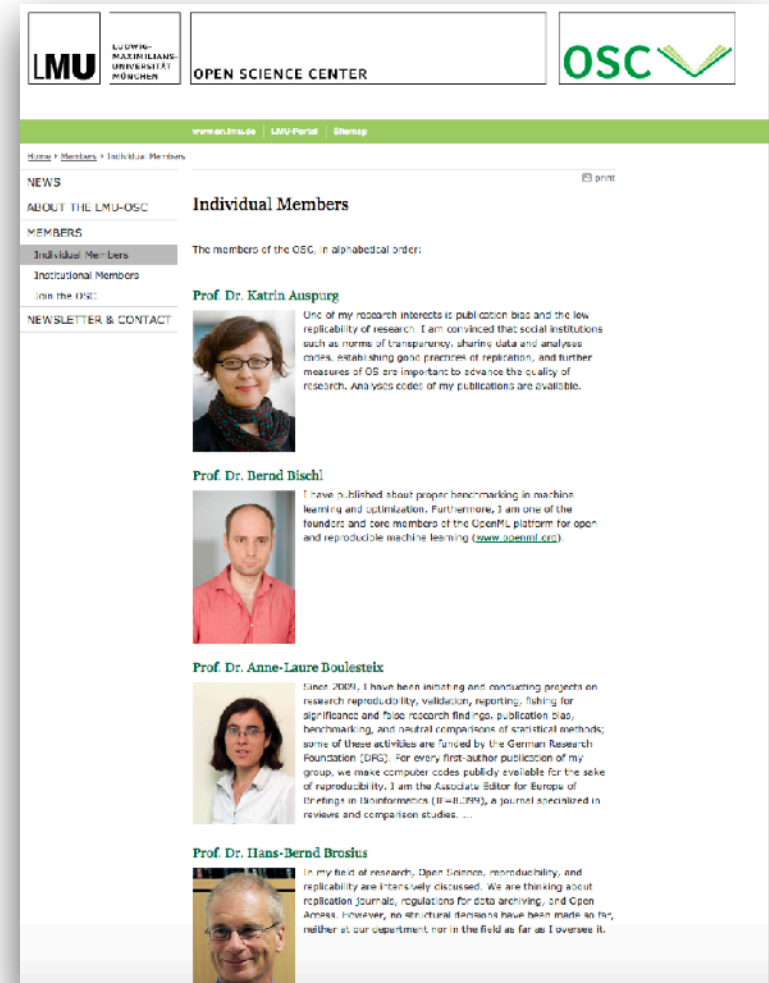 LMU
LUDWIG-
MAXIMILIANS-
UNIVERSITÄT
MÜNCHEN
OPEN SCIENCE CENTER
OSC
www.en.lmu.de | LMU-Portal | Sitemap
Home › Members › Individual Members
print
NEWS
ABOUT THE LMU-OSC
MEMBERS
Individual Members
Institutional Members
Join the OSC
NEWSLETTER & CONTACT
Individual Members
The members of the OSC, in alphabetical order:
Prof. Dr. Katrin Auspurg
One of my research interests is publication bias and the low
replicability of research. I am convinced that social institutions
such as norms of transparency, sharing data and analyses
codes, establishing good practices of replication, and further
measures of OS are important to advance the quality of
research. Analyses codes of my publications are available.
Prof. Dr. Bernd Bischl
I have published about proper benchmarking in machine
learning and optimization. Furthermore, I am one of the
founders and core members of the OpenML platform for open
and reproducible machine learning (www.openml.org).
Prof. Dr. Anne-Laure Boulesteix
Since 2009, I have been initiating and conducting projects on
research reproducibility, validation, reporting, fishing for
significance and false research findings, publication bias,
benchmarking, and neutral comparisons of statistical methods;
some of these activities are funded by the German Research
Foundation (DFG). For every first-author publication of my
group, we make computer codes publicly available for the sake
of reproducibility. I am the Associate Editor for Europe of
Briefings in Bioinformatics (IF=8.399), a journal specialized in
reviews and comparison studies. ...
Prof. Dr. Hans-Bernd Brosius
In my field of research, Open Science, reproducibility, and
replicability are intensively discussed. We are thinking about
replication journals, regulations for data archiving, and Open
Access. However, no structural decisions have been made so far,
neither at our department nor in the field as far as I oversee it.